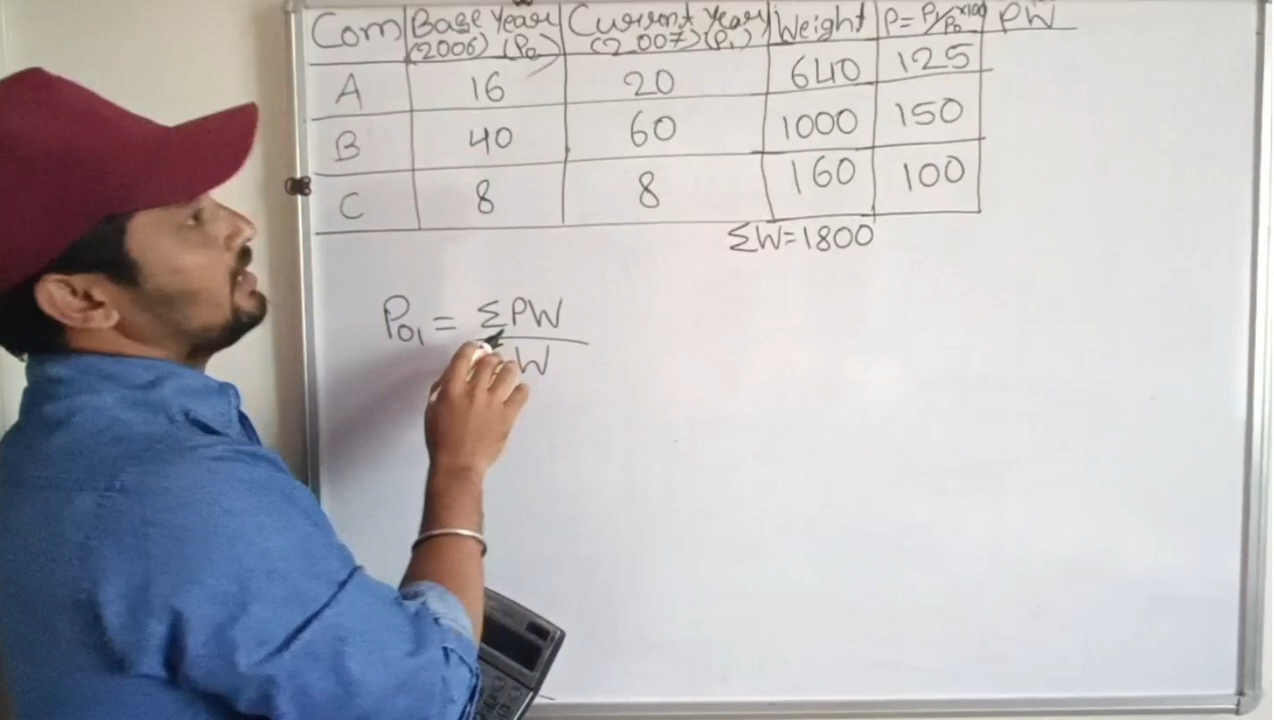 Com Base Year (2006) (P₀) Current Year (2007) (P₁) Weight P=P₁/P₀×100 PW
A 16 20 640 125
B 40 60 1000 150
C 8 8 160 100
ΣW=1800
P₀₁ = ΣPW
W